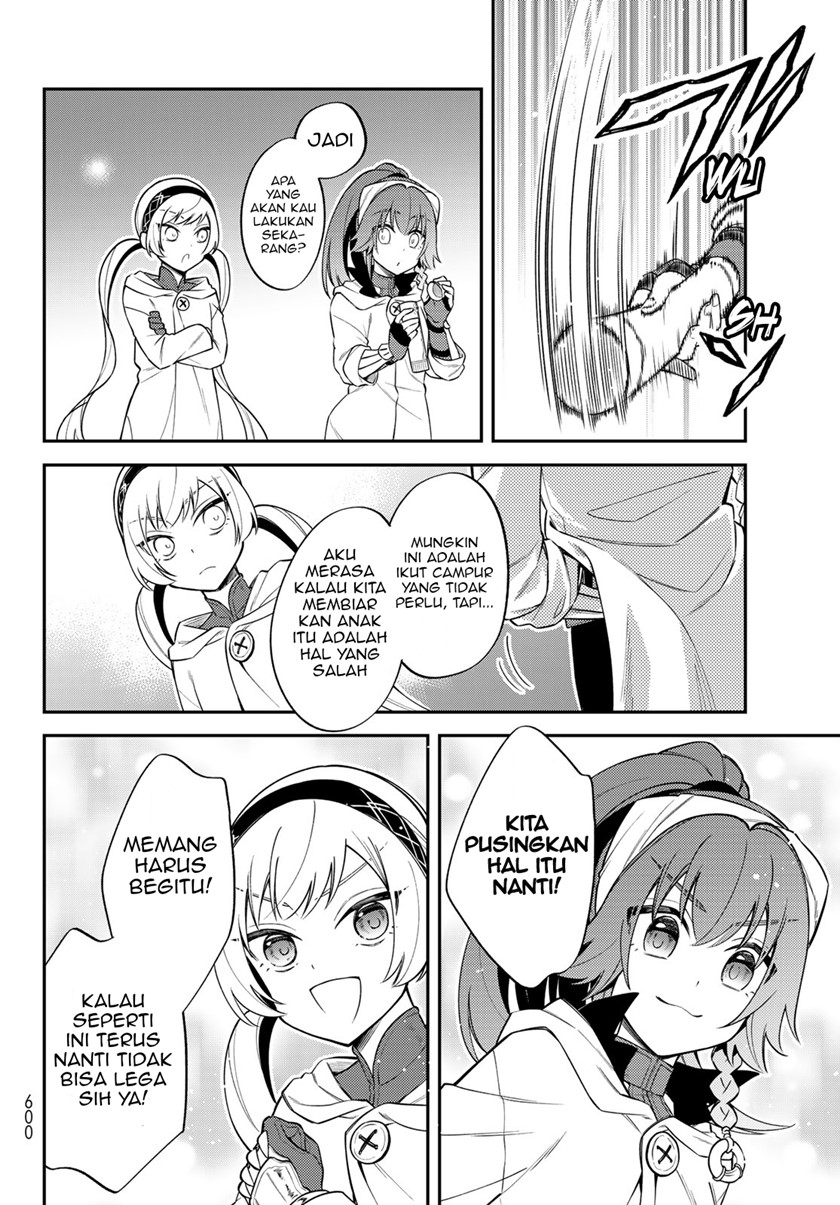 WU
SH
JADI
APA
YANG
AKAN KAU
LAKUKAN
SEKA-
RANG?
MUNGKIN
INI ADALAH
IKUT CAMPUR
YANG TIDAK
PERLU, TAPI...
AKU
MERASA
KALAU KITA
MEMBIAR
KAN ANAK
ITU ADALAH
HAL YANG
SALAH
KITA
PUSINGKAN
HAL ITU
NANTI!
MEMANG
HARUS
BEGITU!
KALAU
SEPERTI
INI TERUS
NANTI TIDAK
BISA LEGA
SIH YA!
600